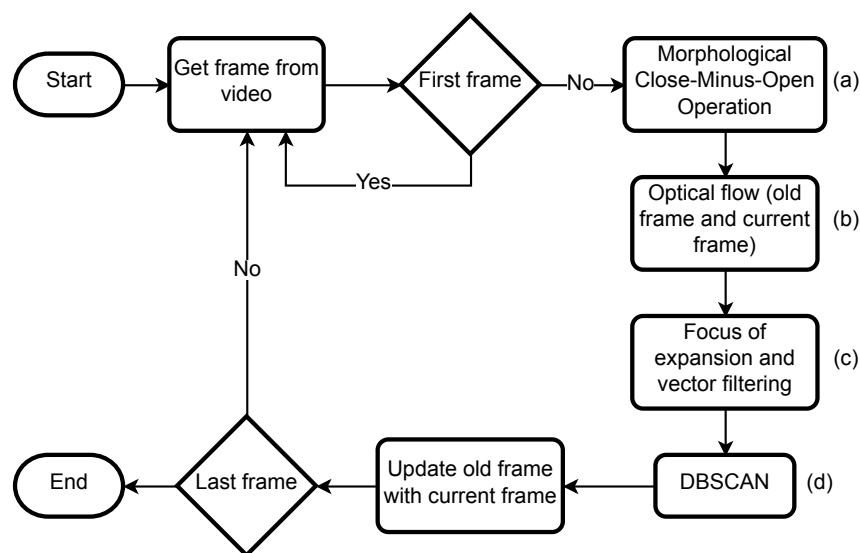 Start
Get frame from
video
First frame
No
Morphological
Close-Minus-Open
Operation
(a)
Yes
Optical flow (old
frame and current
frame)
(b)
No
Focus of
expansion and
vector filtering
(c)
End
Last frame
Update old frame
with current frame
DBSCAN
(d)